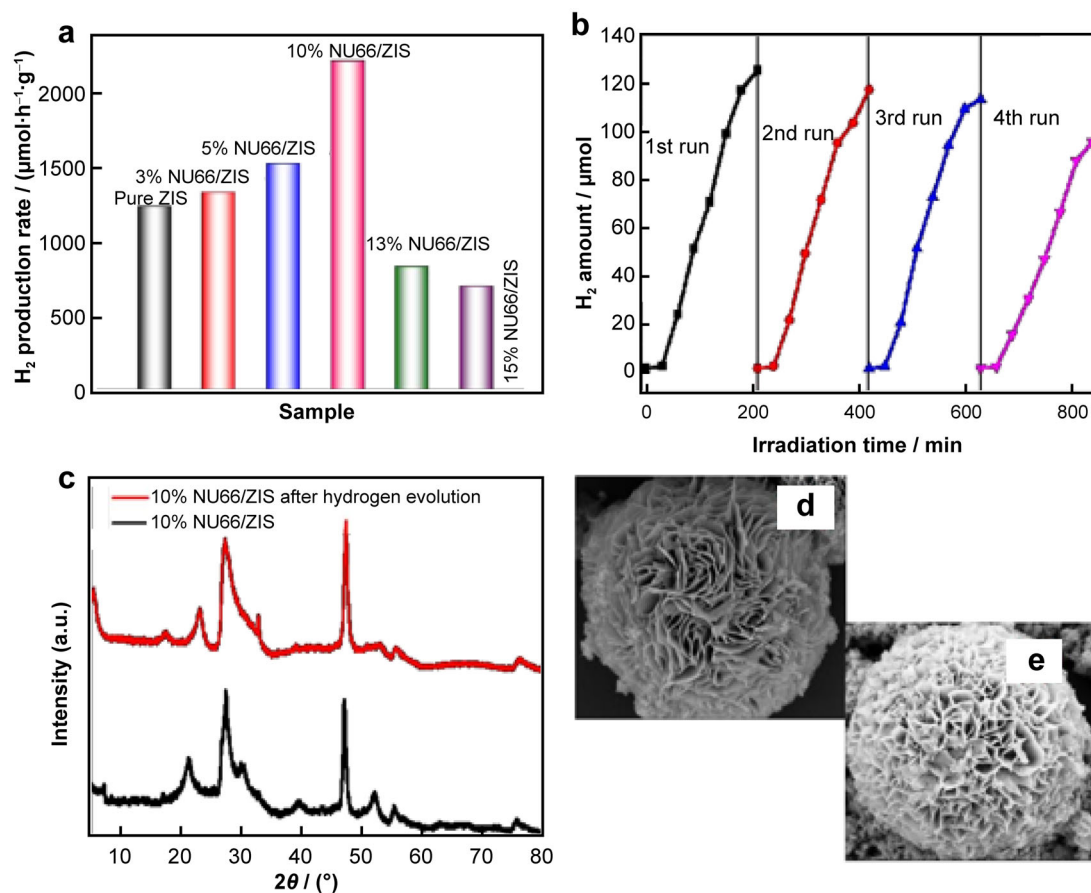 a
H₂ production rate / (μmol·h⁻¹·g⁻¹)
2000
1500
1000
500
0
Pure ZIS
3% NU66/ZIS
5% NU66/ZIS
10% NU66/ZIS
13% NU66/ZIS
15% NU66/ZIS
Sample
b
H₂ amount / μmol
140
120
100
80
60
40
20
0
1st run
2nd run
3rd run
4th run
0 200 400 600 800
Irradiation time / min
c
10% NU66/ZIS after hydrogen evolution
10% NU66/ZIS
Intensity (a.u.)
10 20 30 40 50 60 70 80
2θ / (°)
d
e